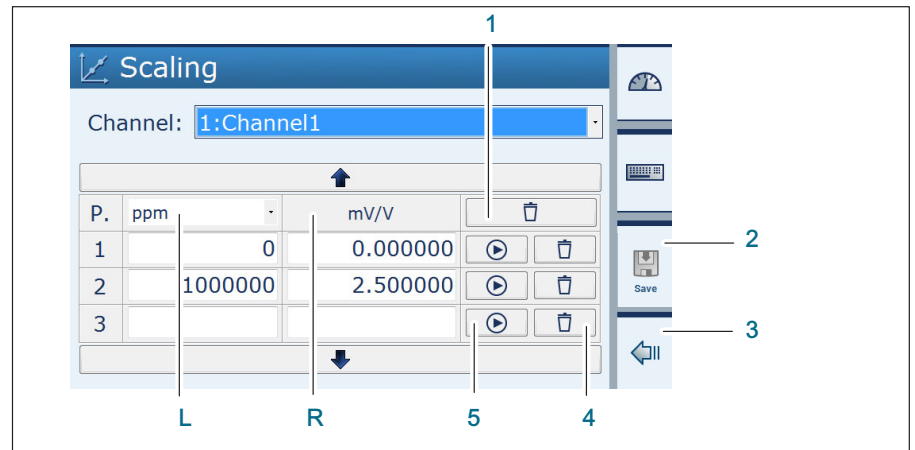 1
Scaling
Channel: 1:Channel1
P. ppm mV/V
1 0 0.000000
2 1000000 2.500000
3
2
Save
3
L R 5 4